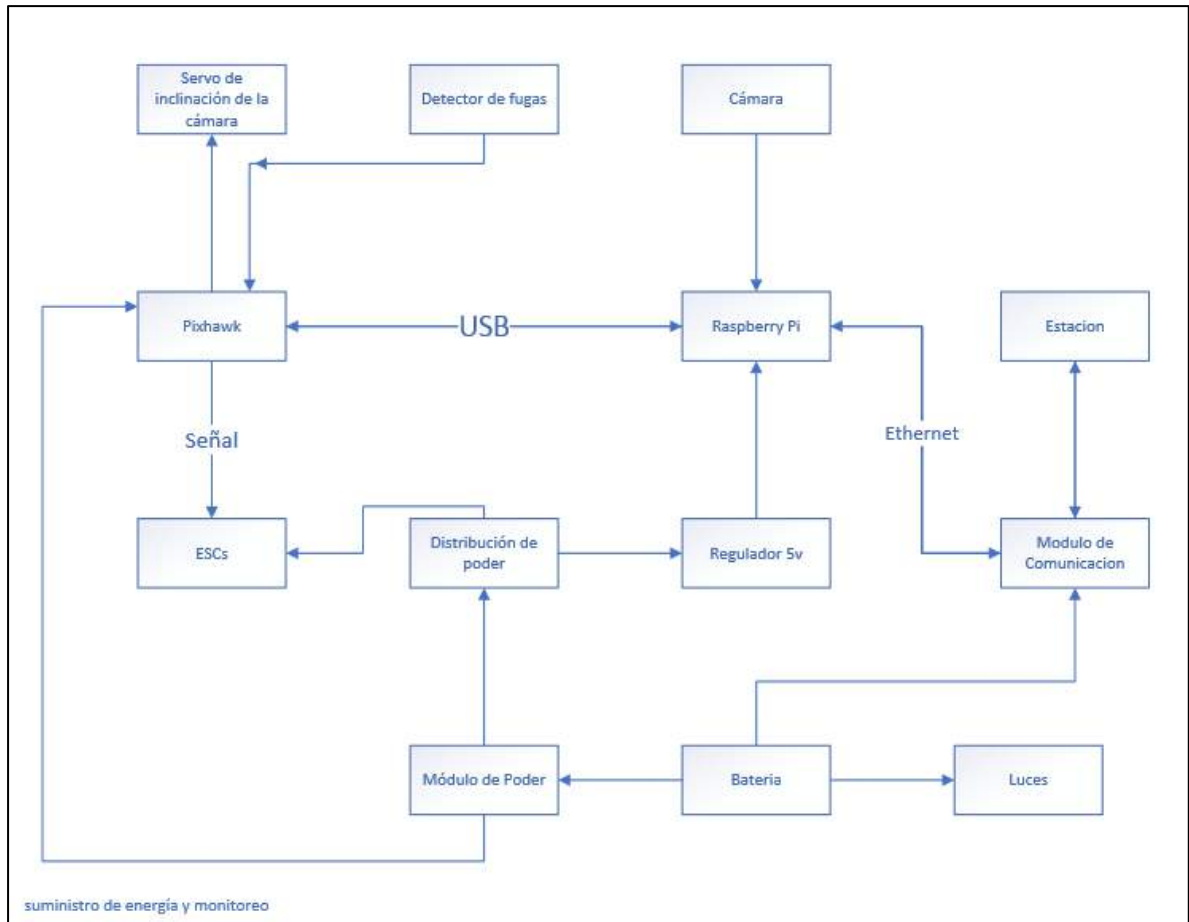 Servo de
inclinación de la
cámara
Detector de fugas
Cámara
Pixhawk
USB
Raspberry Pi
Estacion
Señal
Ethernet
ESCs
Distribución de
poder
Regulador 5v
Modulo de
Comunicacion
Módulo de Poder
Bateria
Luces
suministro de energía y monitoreo